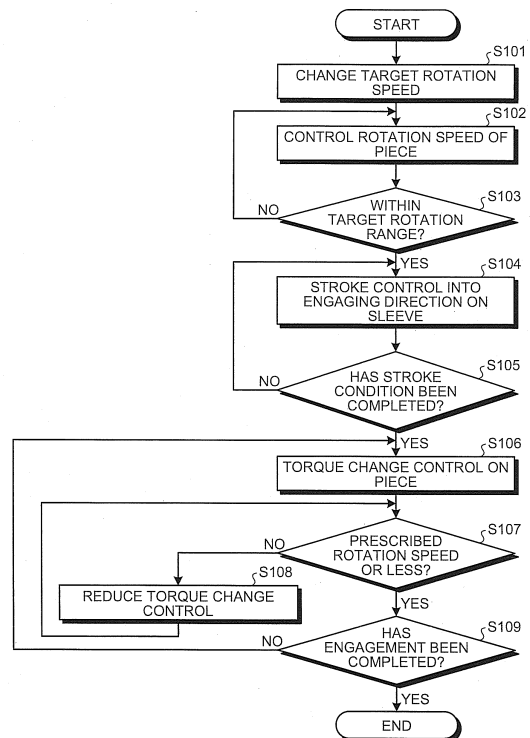 START
S101
CHANGE TARGET ROTATION
SPEED
S102
CONTROL ROTATION SPEED OF
PIECE
S103
WITHIN
TARGET ROTATION
RANGE?
NO
YES
S104
STROKE CONTROL INTO
ENGAGING DIRECTION ON
SLEEVE
S105
HAS STROKE
CONDITION BEEN
COMPLETED?
NO
YES
S106
TORQUE CHANGE CONTROL ON
PIECE
S107
PRESCRIBED
ROTATION SPEED
OR LESS?
NO
S108
REDUCE TORQUE CHANGE
CONTROL
YES
S109
HAS
ENGAGEMENT BEEN
COMPLETED?
NO
YES
END